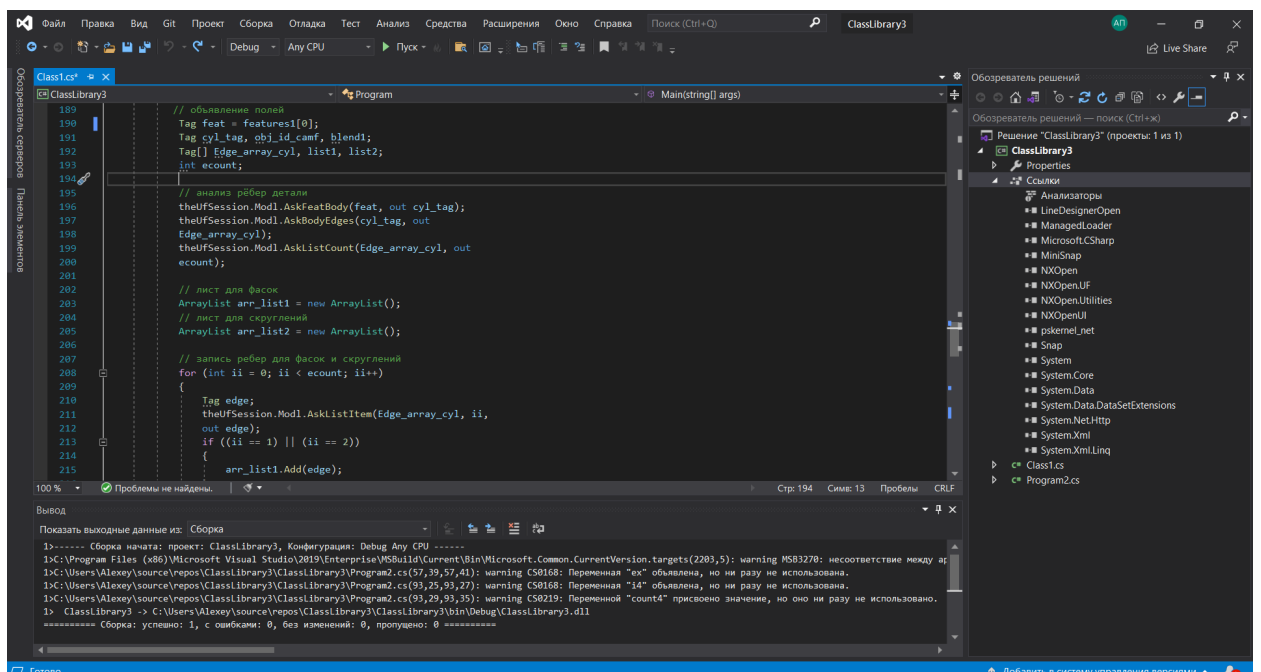 Файл Правка Вид Git Проект Сборка Отладка Тест Анализ Средства Расширения Окно Справка Поиск (Ctrl+Q) ClassLibrary3 АП
Debug Any CPU Пуск Live Share
Обозреватель серверов
Панель элементов
Class1.cs*
ClassLibrary3 Program Main(string[] args)
189 // объявление полей
190 Tag feat = features1[0];
191 Tag cyl_tag, obj_id_camf, blend1;
192 Tag[] Edge_array_cyl, list1, list2;
193 int ecount;
194
195 // анализ рёбер детали
196 theUfSession.Modl.AskFeatBody(feat, out cyl_tag);
197 theUfSession.Modl.AskBodyEdges(cyl_tag, out
198 Edge_array_cyl);
199 theUfSession.Modl.AskListCount(Edge_array_cyl, out
200 ecount);
201
202 // лист для фасок
203 ArrayList arr_list1 = new ArrayList();
204 // лист для скруглений
205 ArrayList arr_list2 = new ArrayList();
206
207 // запись ребер для фасок и скруглений
208 for (int ii = 0; ii < ecount; ii++)
209 {
210 Tag edge;
211 theUfSession.Modl.AskListItem(Edge_array_cyl, ii,
212 out edge);
213 if ((ii == 1) || (ii == 2))
214 {
215 arr_list1.Add(edge);
100 % Проблемы не найдены. Стр: 194 Симв: 13 Пробелы CRLF
Вывод
Показать выходные данные из: Сборка
1>------ Сборка начата: проект: ClassLibrary3, Конфигурация: Debug Any CPU ------
1>C:\Program Files (x86)\Microsoft Visual Studio\2019\Enterprise\MSBuild\Current\Bin\Microsoft.Common.CurrentVersion.targets(2203,5): warning MSB3270: несоответствие между
1>C:\Users\Alexey\source\repos\ClassLibrary3\ClassLibrary3\Program2.cs(57,39,57,41): warning CS0168: Переменная "ex" объявлена, но ни разу не использована.
1>C:\Users\Alexey\source\repos\ClassLibrary3\ClassLibrary3\Program2.cs(93,25,93,27): warning CS0168: Переменная "i4" объявлена, но ни разу не использована.
1>C:\Users\Alexey\source\repos\ClassLibrary3\ClassLibrary3\Program2.cs(93,29,93,35): warning CS0219: Переменной "count4" присвоено значение, но оно ни разу не использовано.
1> ClassLibrary3 -> C:\Users\Alexey\source\repos\ClassLibrary3\ClassLibrary3\bin\Debug\ClassLibrary3.dll
========== Сборка: успешно: 1, с ошибками: 0, без изменений: 0, пропущено: 0 ==========
Обозреватель решений
Обозреватель решений — поиск (Ctrl+ж)
Решение "ClassLibrary3" (проекты: 1 из 1)
ClassLibrary3
Properties
Ссылки
Анализаторы
LineDesignerOpen
ManagedLoader
Microsoft.CSharp
MiniSnap
NXOpen
NXOpen.UF
NXOpen.Utilities
NXOpenUI
pskernel_net
Snap
System
System.Core
System.Data
System.Data.DataSetExtensions
System.Net.Http
System.Xml
System.Xml.Linq
Class1.cs
Program2.cs
Готово Добавить в систему управления версиями